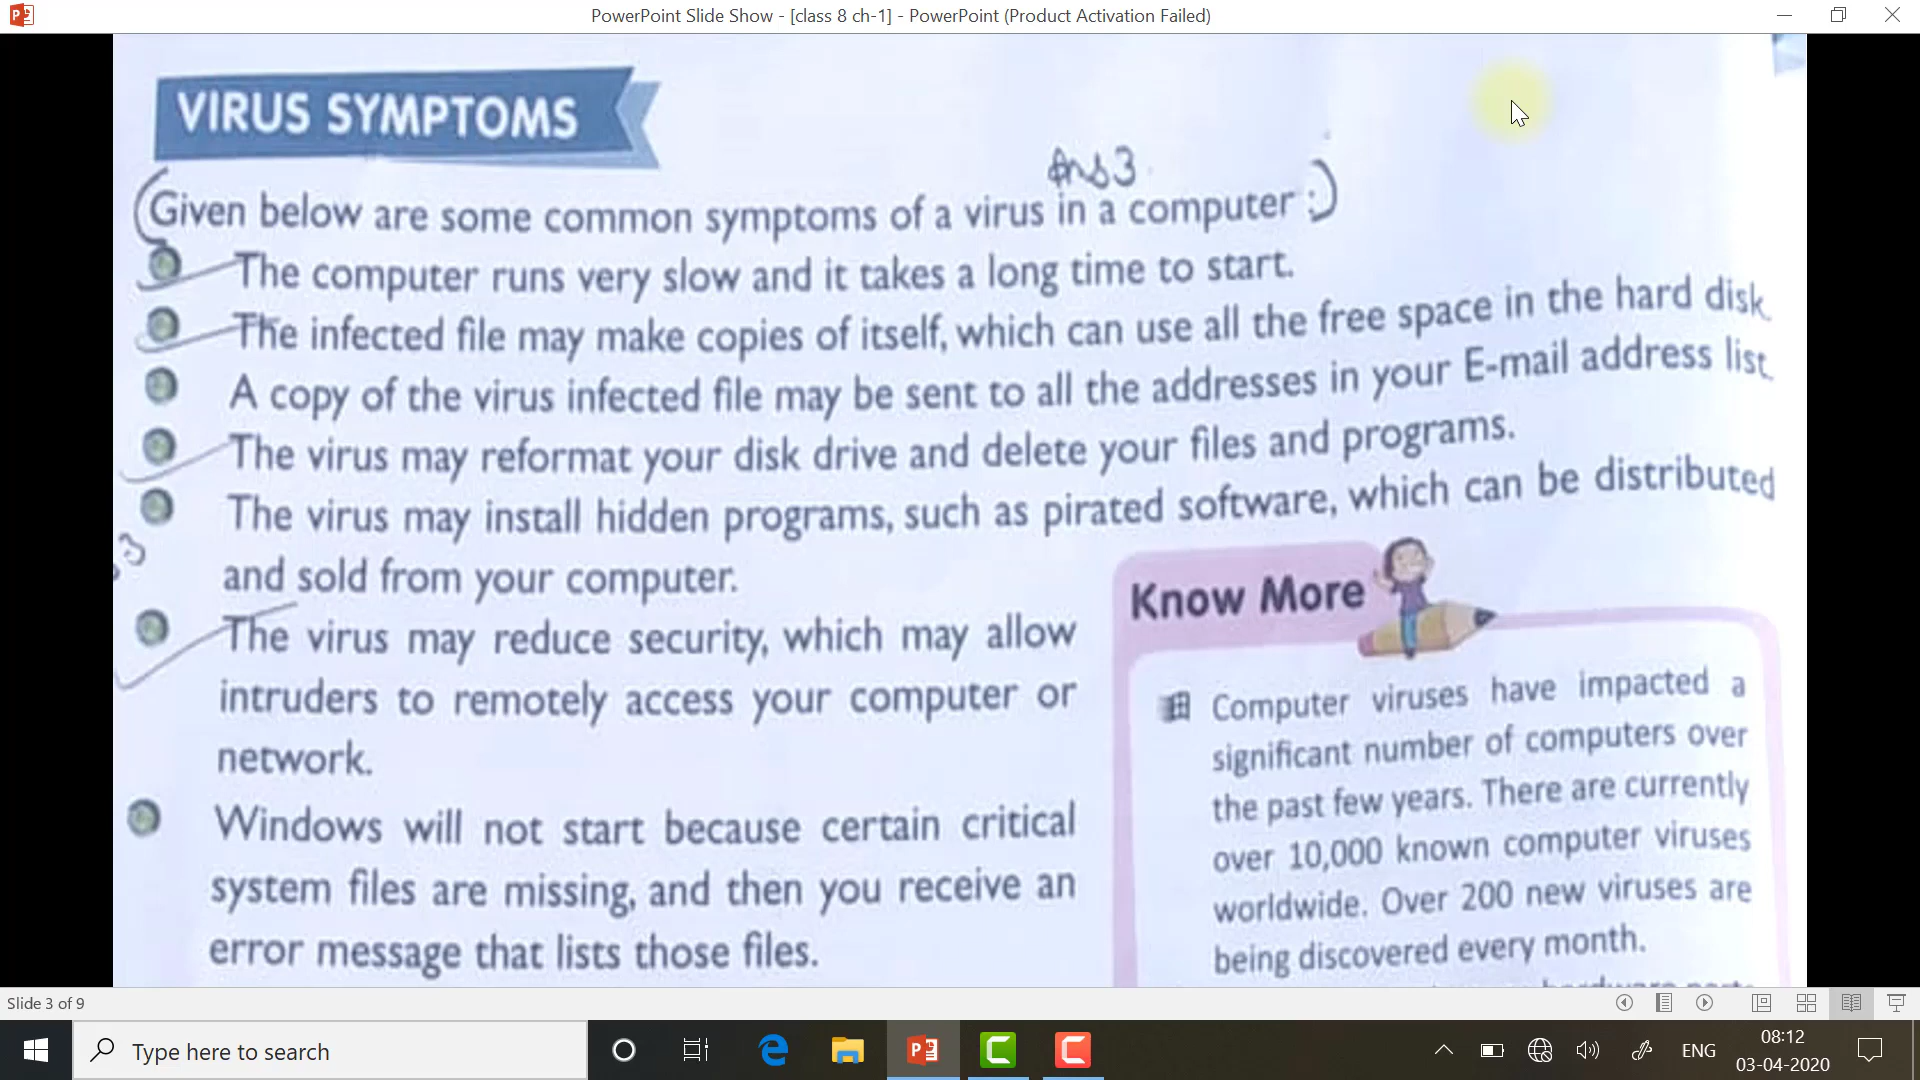 PowerPoint Slide Show - [class 8 ch-1] - PowerPoint (Product Activation Failed)
VIRUS SYMPTOMS
Ans 3
Given below are some common symptoms of a virus in a computer :
The computer runs very slow and it takes a long time to start.
The infected file may make copies of itself, which can use all the free space in the hard disk.
A copy of the virus infected file may be sent to all the addresses in your E-mail address list.
The virus may reformat your disk drive and delete your files and programs.
The virus may install hidden programs, such as pirated software, which can be distributed
and sold from your computer.
The virus may reduce security, which may allow
intruders to remotely access your computer or
network.
Windows will not start because certain critical
system files are missing, and then you receive an
error message that lists those files.
Know More
Computer viruses have impacted a
significant number of computers over
the past few years. There are currently
over 10,000 known computer viruses
worldwide. Over 200 new viruses are
being discovered every month.
Slide 3 of 9
Type here to search
ENG
08:12
03-04-2020